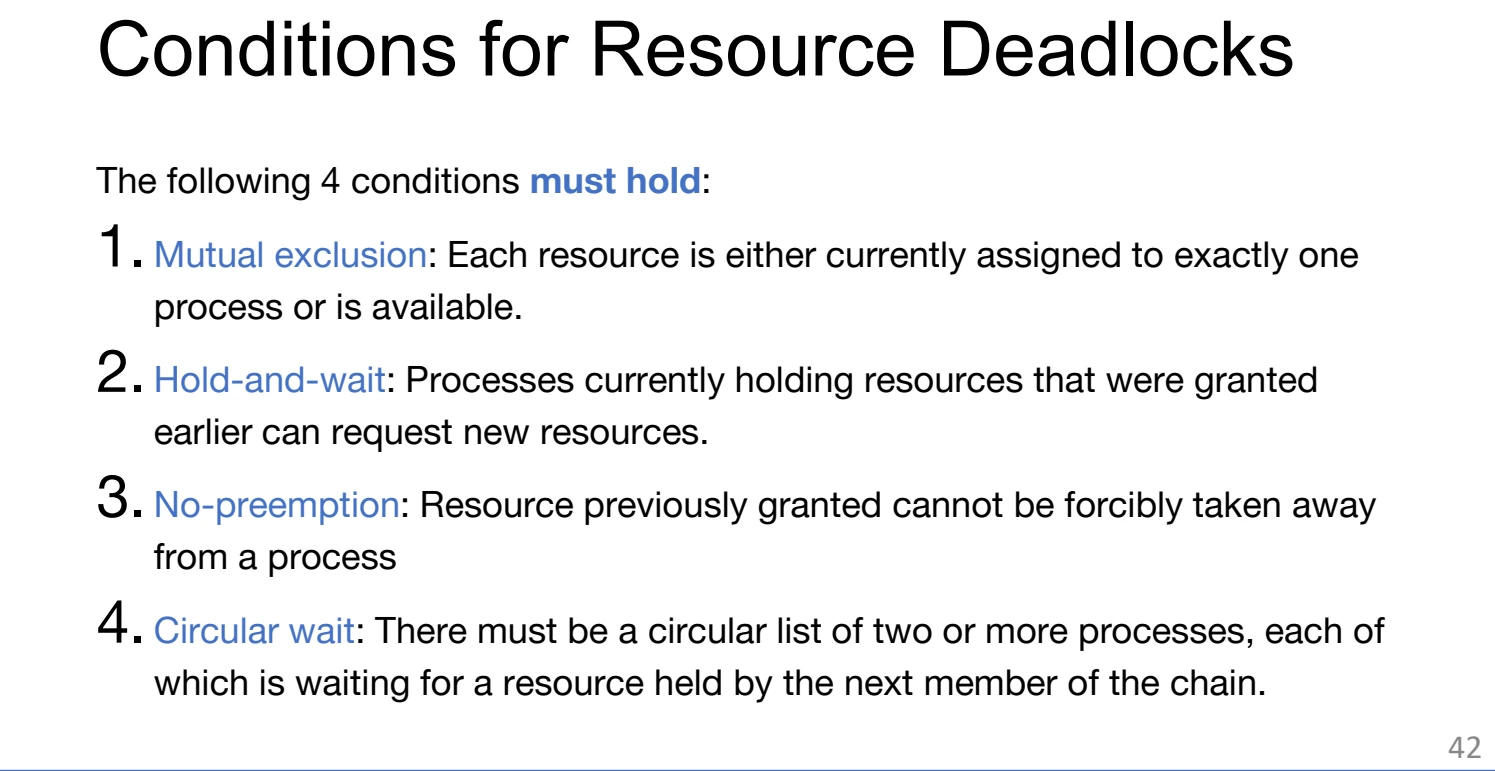 Conditions for Resource Deadlocks
The following 4 conditions must hold:
1. Mutual exclusion: Each resource is either currently assigned to exactly one
process or is available.
2. Hold-and-wait: Processes currently holding resources that were granted
earlier can request new resources.
3. No-preemption: Resource previously granted cannot be forcibly taken away
from a process
4. Circular wait: There must be a circular list of two or more processes, each of
which is waiting for a resource held by the next member of the chain.
42